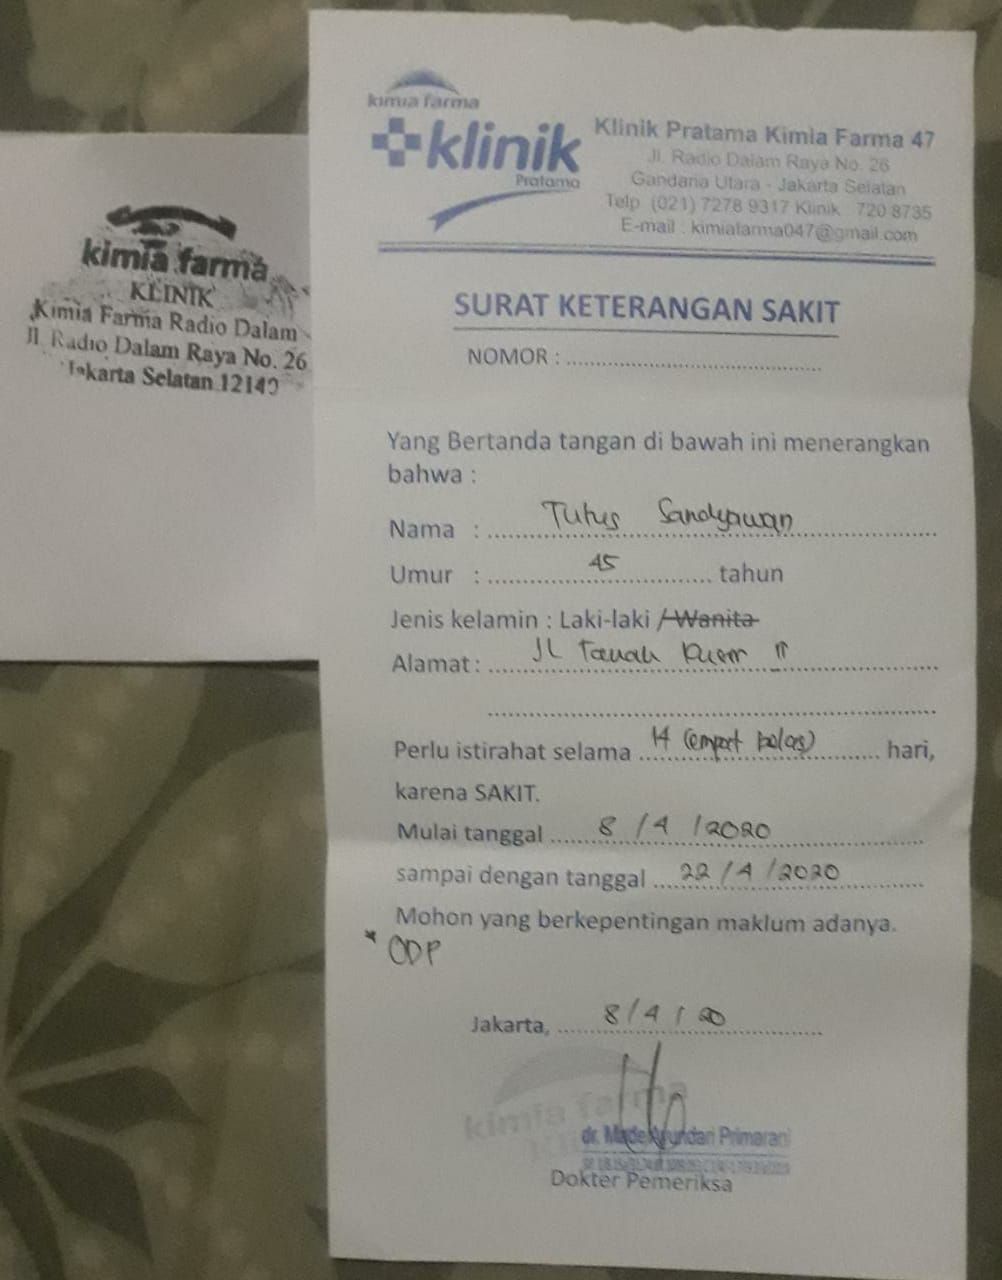 kimia farma
KLINIK
Kimia Farma Radio Dalam
Jl. Radio Dalam Raya No. 26
Jakarta Selatan 12140
kimia farma
klinik
Pratama
Klinik Pratama Kimia Farma 47
Jl. Radio Dalam Raya No. 26
Gandaria Utara - Jakarta Selatan
Telp (021) 7278 9317 Klinik : 720 8735
E-mail : kimiafarma047@gmail.com
SURAT KETERANGAN SAKIT
NOMOR :
Yang Bertanda tangan di bawah ini menerangkan
bahwa :
Nama : Tutus Sandyawan
Umur : 45 tahun
Jenis kelamin : Laki-laki / Wanita
Alamat : Jl Tanah Kusir II
Perlu istirahat selama 14 (empat belas) hari,
karena SAKIT.
Mulai tanggal 8 / 4 / 2020
sampai dengan tanggal 22 / 4 / 2020
Mohon yang berkepentingan maklum adanya.
* ODP
Jakarta, 8/4/20
kimia farma
dr. Made Ayundari Primarani
Dokter Pemeriksa